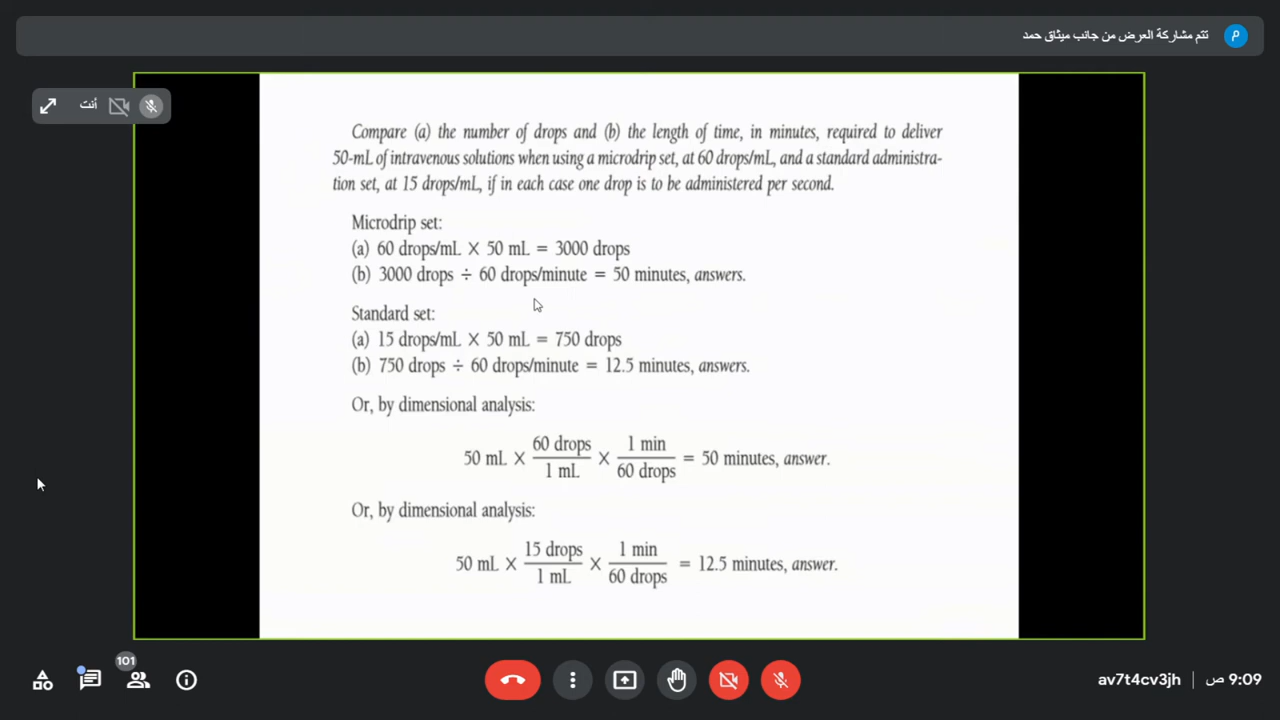 تتم مشاركة العرض من جانب ميثاق حمد
م
أنت
Compare (a) the number of drops and (b) the length of time, in minutes, required to deliver
50-mL of intravenous solutions when using a microdrip set, at 60 drops/mL, and a standard administra-
tion set, at 15 drops/mL, if in each case one drop is to be administered per second.
Microdrip set:
(a) 60 drops/mL × 50 mL = 3000 drops
(b) 3000 drops ÷ 60 drops/minute = 50 minutes, answers.
Standard set:
(a) 15 drops/mL × 50 mL = 750 drops
(b) 750 drops ÷ 60 drops/minute = 12.5 minutes, answers.
Or, by dimensional analysis:
50 mL × 60 drops / 1 mL × 1 min / 60 drops = 50 minutes, answer.
Or, by dimensional analysis:
50 mL × 15 drops / 1 mL × 1 min / 60 drops = 12.5 minutes, answer.
101
av7t4cv3jh
9:09 ص